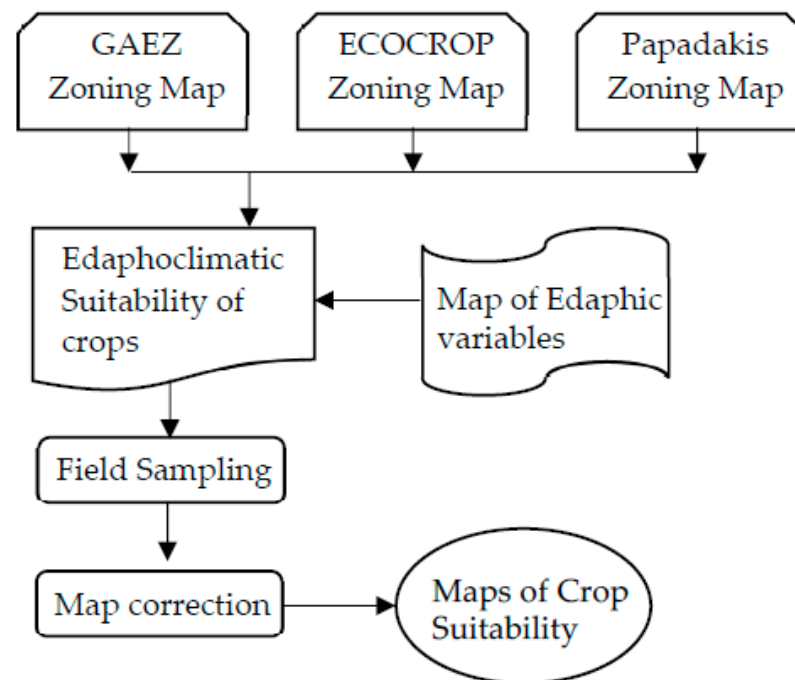 GAEZ
Zoning Map
ECOCROP
Zoning Map
Papadakis
Zoning Map
Edaphoclimatic
Suitability of
crops
Map of Edaphic
variables
Field Sampling
Map correction
Maps of Crop
Suitability